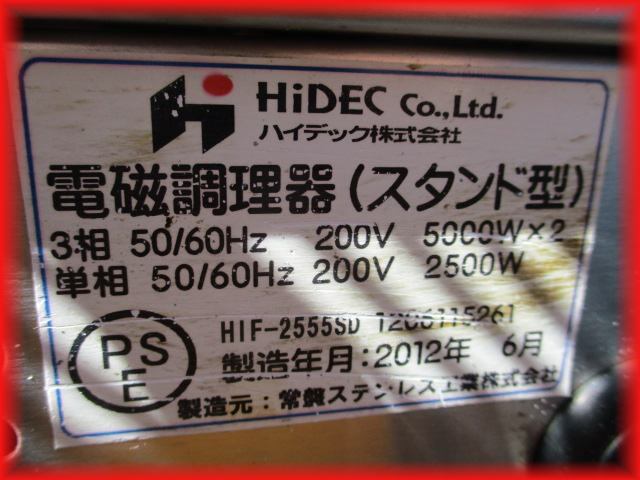 HiDEC Co.,Ltd.
ハイデック株式会社
電磁調理器(スタンド型)
3相 50/60Hz 200V 5000W×2
単相 50/60Hz 200V 2500W
HIF-2555SD 1206115261
PS
E
製造年月:2012年 6月
製造元:常盤ステンレス工業株式会社